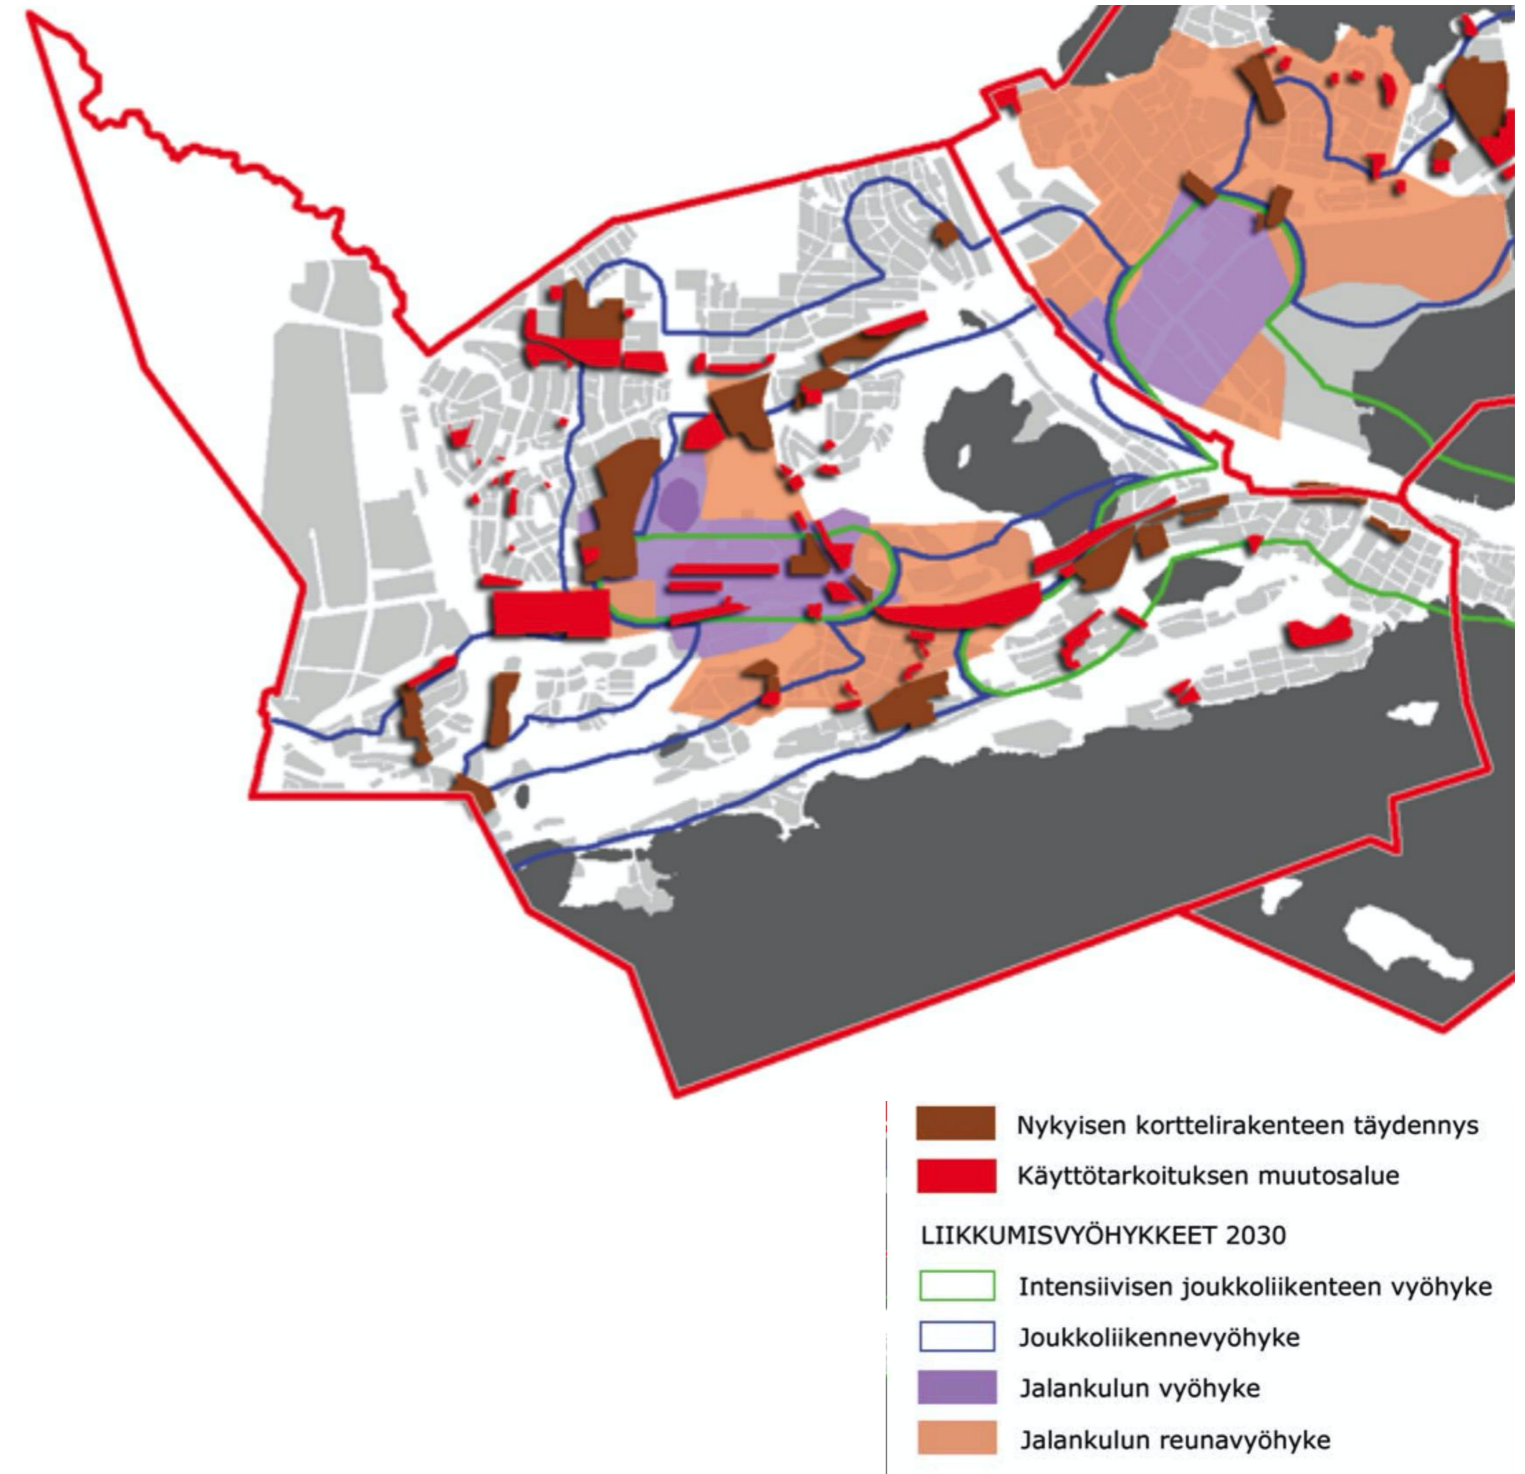 Nykyisen korttelirakenteen täydennys
Käyttötarkoituksen muutosalue
LIIKKUMISVYÖHYKKEET 2030
Intensiivisen joukkoliikenteen vyöhyke
Joukkoliikennevyöhyke
Jalankulun vyöhyke
Jalankulun reunavyöhyke